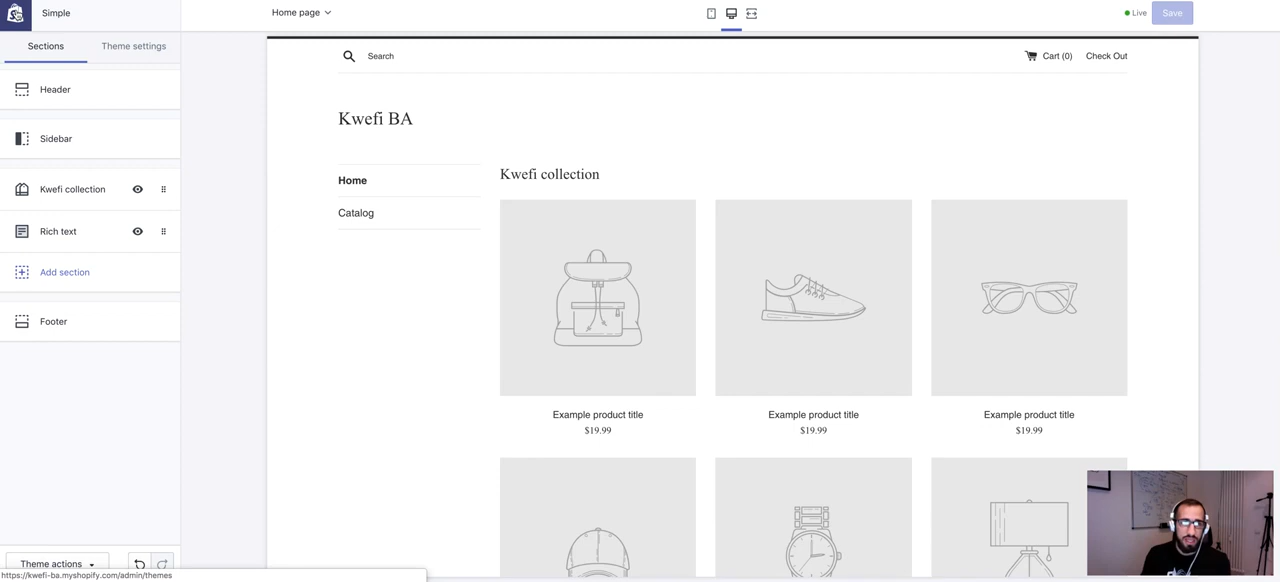 Simple
Home page
Live
Save
Sections
Theme settings
Header
Sidebar
Kwefi collection
Rich text
Add section
Footer
Theme actions
https://kwefi-ba.myshopify.com/admin/themes
Search
Cart (0)
Check Out
Kwefi BA
Home
Catalog
Kwefi collection
Example product title
$19.99
Example product title
$19.99
Example product title
$19.99